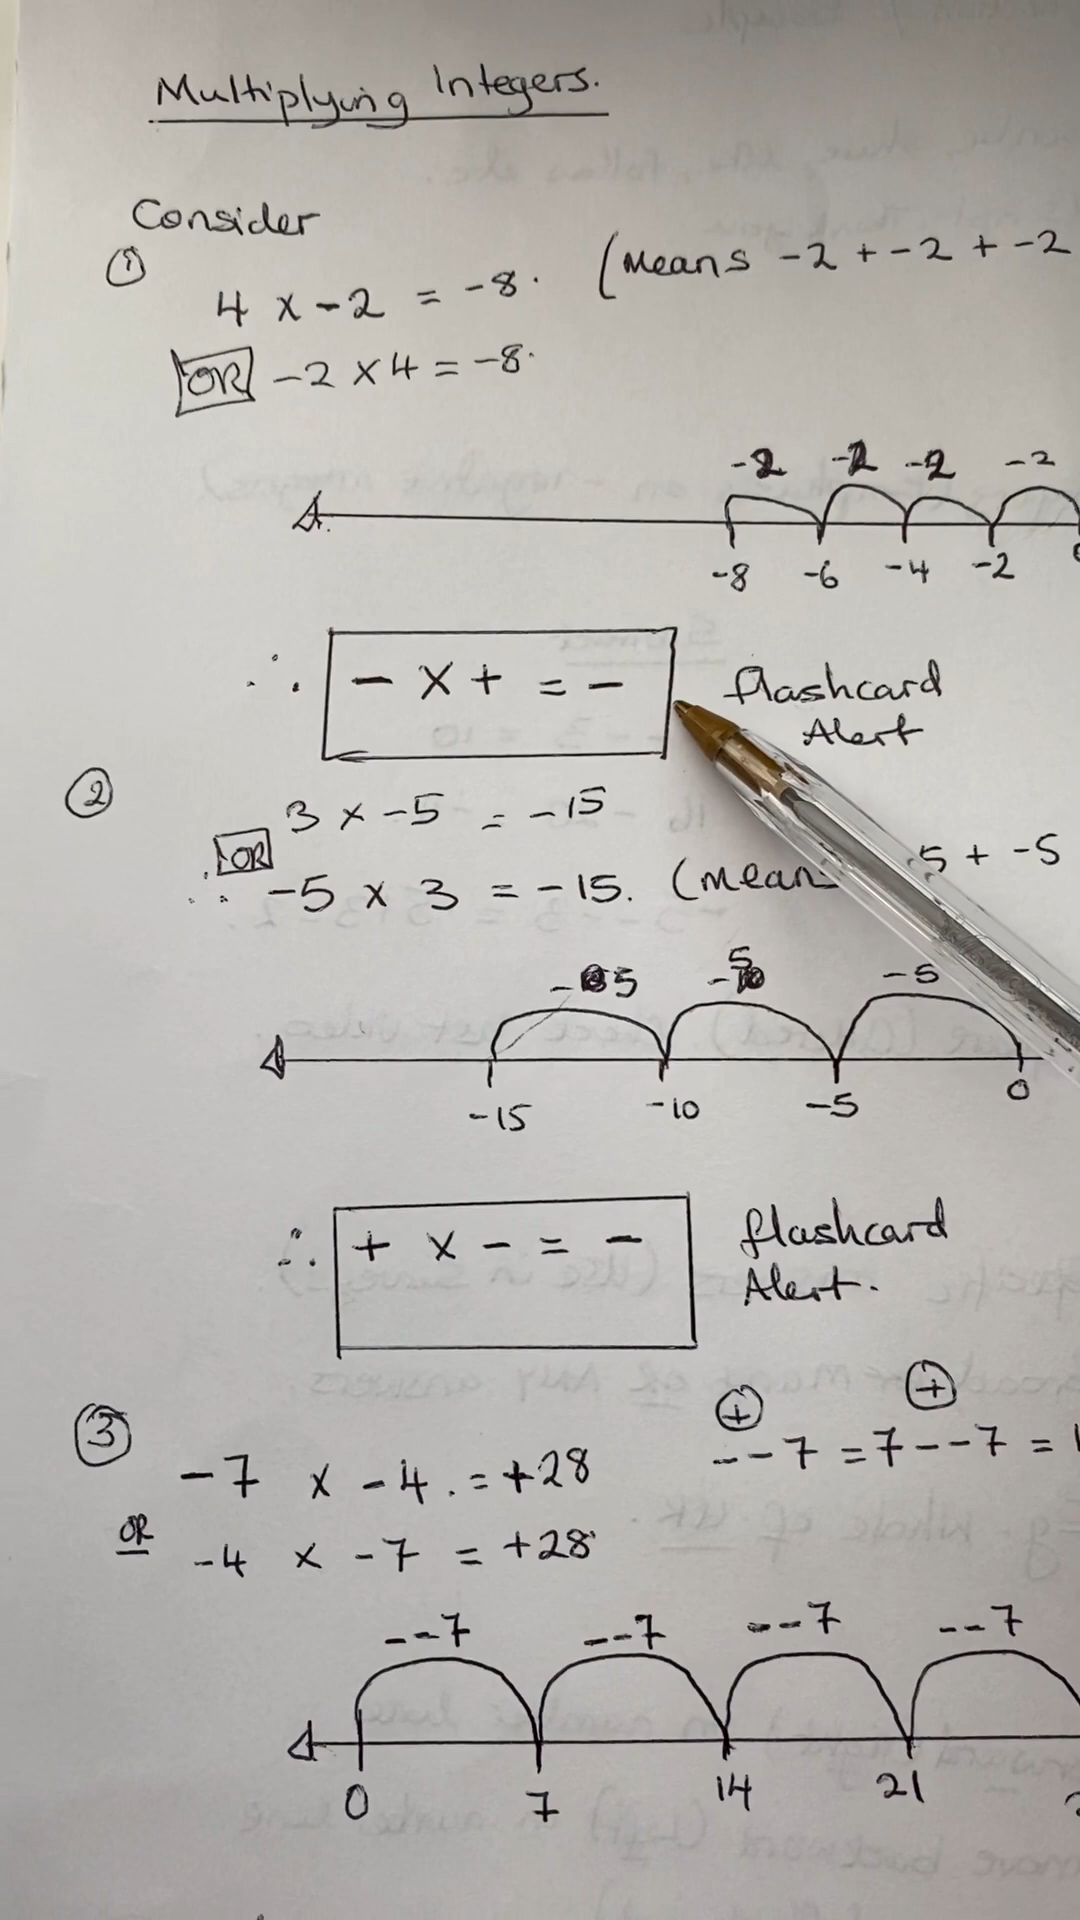 Multiplying Integers.
Consider
① 4 x -2 = -8. (Means -2 + -2 + -2
OR -2 x 4 = -8.
-2 -2 -2 -2
-8 -6 -4 -2
∴ - x + = - flashcard
Alert
② 3 x -5 = -15
OR
∴ -5 x 3 = -15. (mean 5 + -5
-5 -5 -5
-15 -10 -5 0
∴ + x - = - flashcard
Alert.
+ +
③ -7 x -4. = +28 --7 = 7--7 = 1
OR -4 x -7 = +28
--7 --7 --7 --7
0 7 14 21